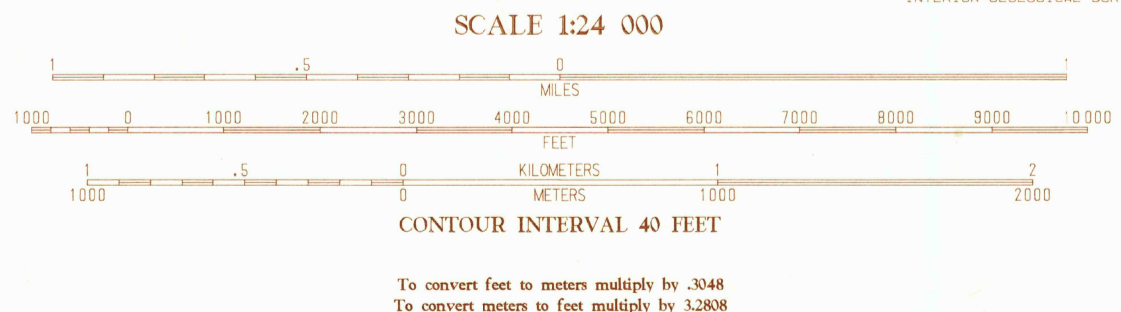 SCALE 1:24 000
1 .5 0 1
MILES
1000 0 1000 2000 3000 4000 5000 6000 7000 8000 9000 10 000
FEET
1 .5 0 KILOMETERS 1 2
1000 0 METERS 1000 2000
CONTOUR INTERVAL 40 FEET
To convert feet to meters multiply by .3048
To convert meters to feet multiply by 3.2808